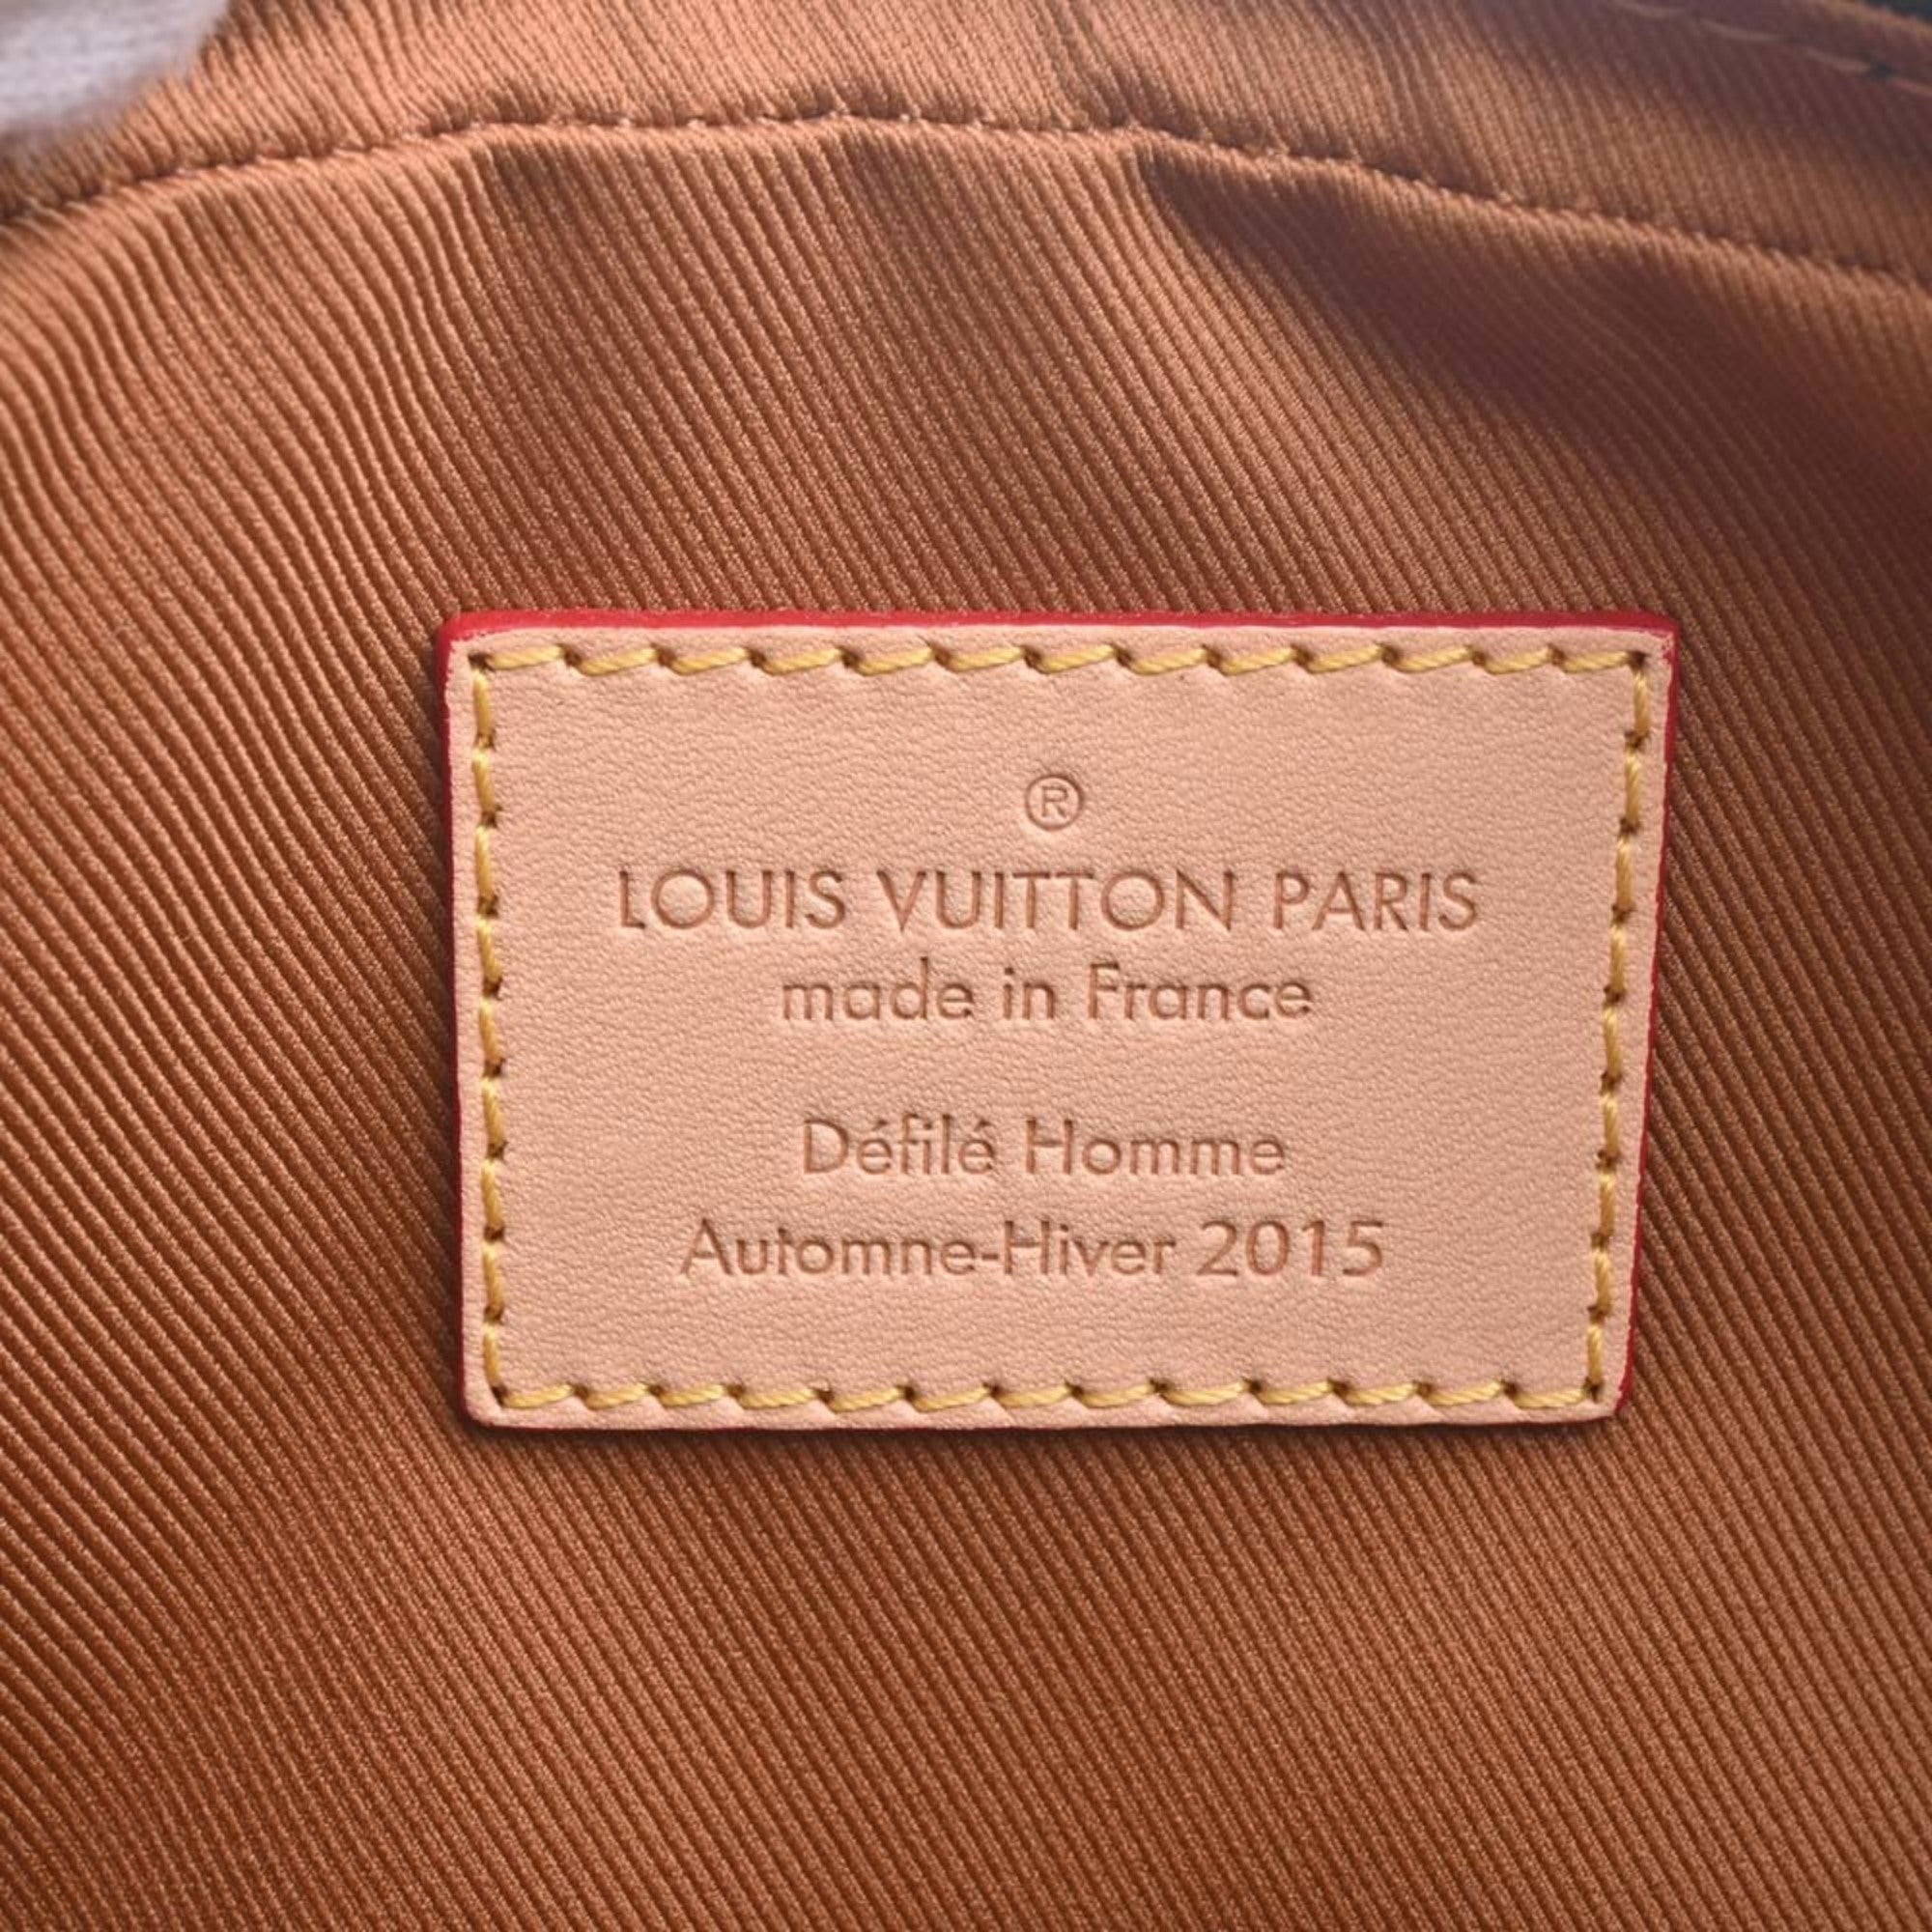 ®
LOUIS VUITTON PARIS
made in France
Défilé Homme
Automne-Hiver 2015